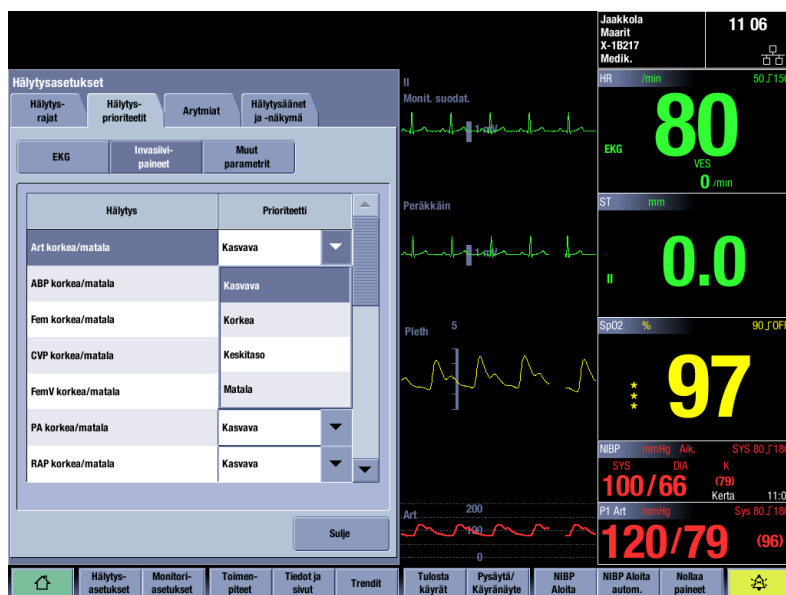 Jaakkola
Maarit
X-1B217
Medik.
11 06
Hälytysasetukset
Hälytys-
rajat
Hälytys-
prioriteetit
Arytmiat
Hälytysäänet
ja -näkymä
EKG
Invasiivi-
paineet
Muut
parametrit
Hälytys
Prioriteetti
Art korkea/matala
Kasvava
ABP korkea/matala
Kasvava
Fem korkea/matala
Korkea
CVP korkea/matala
Keskitaso
FemV korkea/matala
Matala
PA korkea/matala
Kasvava
RAP korkea/matala
Kasvava
Sulje
II
Monit. suodat.
1 mV
Peräkkäin
1 mV
Pleth 5
Art
200
100
0
HR /min 50 150
EKG
80
VES
0 /min
ST mm
II
0.0
SpO2 % 90 OFF
***
97
NIBP mmHg Aik. SYS 80 180
SYS DIA K
100/66 (79)
Kerta 11:0
P1 Art mmHg Sys 80 180
120/79 (96)
Hälytys-
asetukset
Monitori-
asetukset
Toimen-
piteet
Tiedot ja
sivut
Trendit
Tulosta
käyrät
Pysäytä/
Käyränäyte
NIBP
Aloita
NIBP Aloita
autom.
Nollaa
paineet